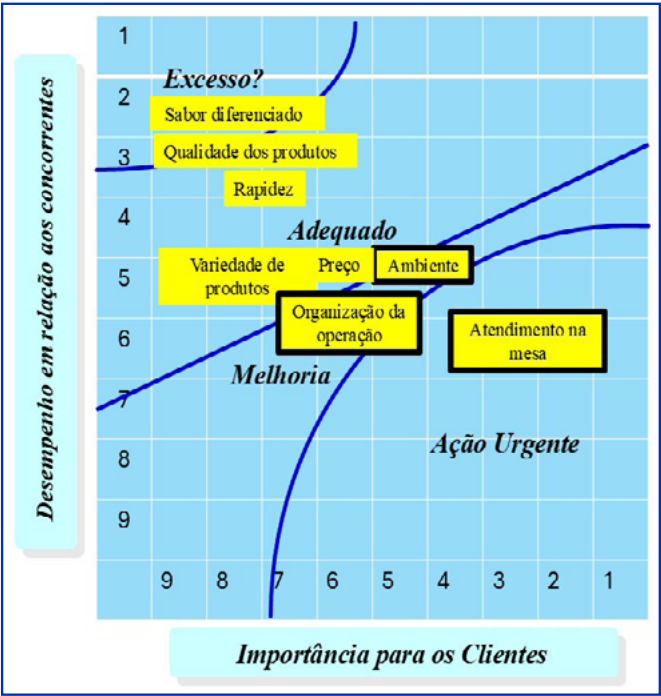 Desempenho em relação aos concorrentes
1
Excesso?
2
Sabor diferenciado
3
Qualidade dos produtos
Rapidez
4
Adequado
5
Variedade de
produtos
Preço
Ambiente
Organização da
operação
6
Atendimento na
mesa
Melhoria
7
Ação Urgente
8
9
9 8 7 6 5 4 3 2 1
Importância para os Clientes